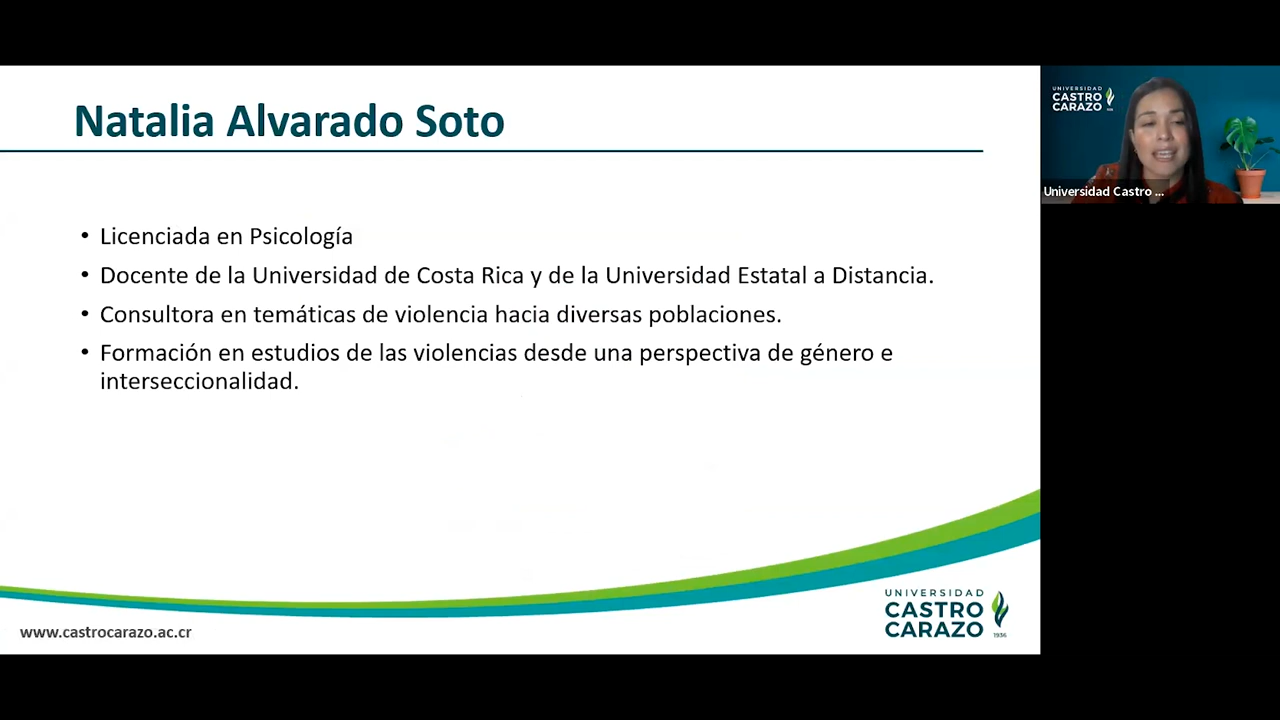 Natalia Alvarado Soto
• Licenciada en Psicología
• Docente de la Universidad de Costa Rica y de la Universidad Estatal a Distancia.
• Consultora en temáticas de violencia hacia diversas poblaciones.
• Formación en estudios de las violencias desde una perspectiva de género e
interseccionalidad.
www.castrocarazo.ac.cr
UNIVERSIDAD
CASTRO
CARAZO
1936
UNIVERSIDAD
CASTRO
CARAZO
Universidad Castro ...